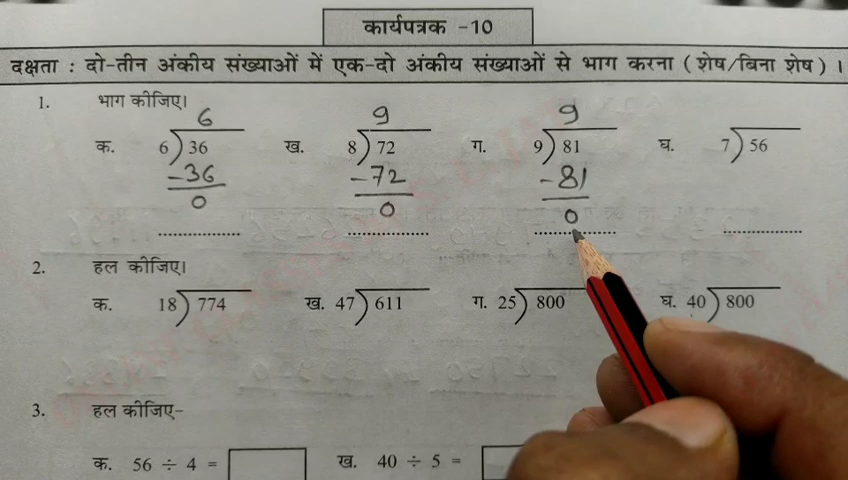 कार्यपत्रक -10
दक्षता : दो-तीन अंकीय संख्याओं में एक-दो अंकीय संख्याओं से भाग करना ( शेष/बिना शेष ) ।
1. भाग कीजिए।
6 9 9
क. 6)36 ख. 8)72 ग. 9)81 घ. 7)56
-36 -72 -81
0 0 0
2. हल कीजिए।
क. 18)774 ख. 47)611 ग. 25)800 घ. 40)800
3. हल कीजिए-
क. 56 ÷ 4 = ख. 40 ÷ 5 =